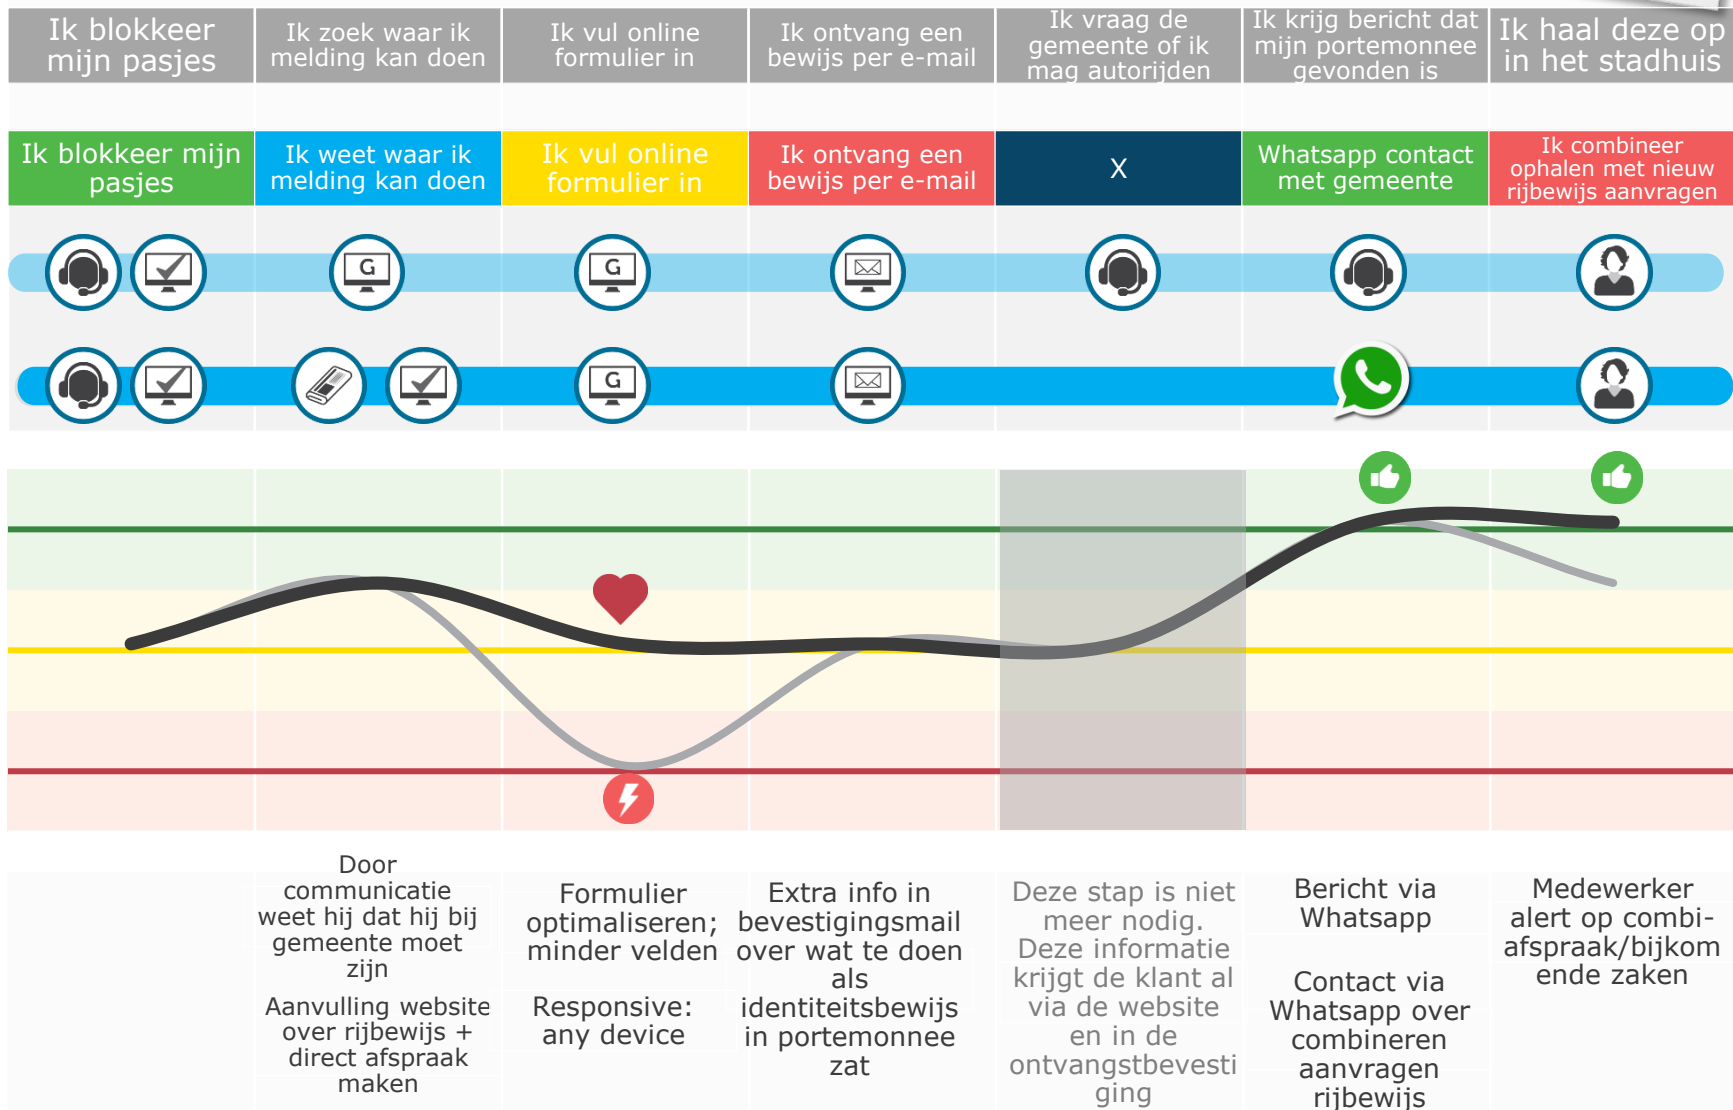 Ik blokkeer
mijn pasjes
Ik zoek waar ik
melding kan doen
Ik vul online
formulier in
Ik ontvang een
bewijs per e-mail
Ik vraag de
gemeente of ik
mag autorijden
Ik krijg bericht dat
mijn portemonnee
gevonden is
Ik haal deze op
in het stadhuis
Ik blokkeer mijn
pasjes
Ik weet waar ik
melding kan doen
Ik vul online
formulier in
Ik ontvang een
bewijs per e-mail
X
Whatsapp contact
met gemeente
Ik combineer
ophalen met nieuw
rijbewijs aanvragen
G
G
G
Door
communicatie
weet hij dat hij bij
gemeente moet
zijn
Aanvulling website
over rijbewijs +
direct afspraak
maken
Formulier
optimaliseren;
minder velden
Responsive:
any device
Extra info in
bevestigingsmail
over wat te doen
als
identiteitsbewijs
in portemonnee
zat
Deze stap is niet
meer nodig.
Deze informatie
krijgt de klant al
via de website
en in de
ontvangstbevesti
ging
Bericht via
Whatsapp
Contact via
Whatsapp over
combineren
aanvragen
rijbewijs
Medewerker
alert op combi-
afspraak/bijkom
ende zaken